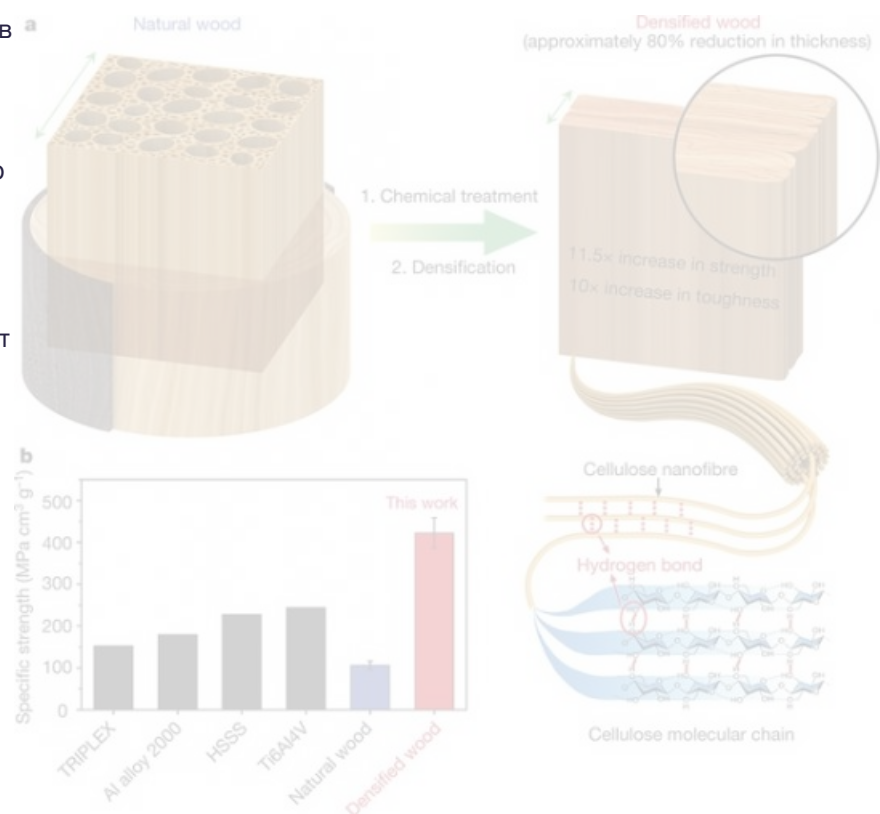 в
a
Natural wood
Densified wood
(approximately 80% reduction in thickness)
1. Chemical treatment
2. Densification
11.5× increase in strength
10× increase in toughness
т
b
Specific strength (MPa cm³ g⁻¹)
500
400
300
200
100
0
This work
TRIPLEX
Al alloy 2000
HSSS
Ti6Al4V
Natural wood
Densified wood
Cellulose nanofibre
Hydrogen bond
Cellulose molecular chain